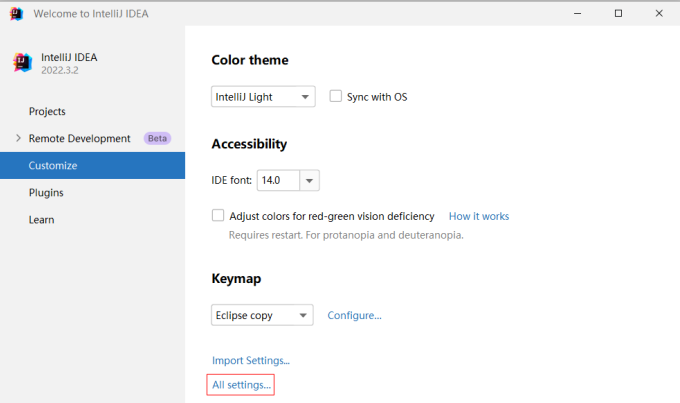 Welcome to IntelliJ IDEA
IntelliJ IDEA
2022.3.2
Projects
Remote Development Beta
Customize
Plugins
Learn
Color theme
IntelliJ Light Sync with OS
Accessibility
IDE font: 14.0
Adjust colors for red-green vision deficiency How it works
Requires restart. For protanopia and deuteranopia.
Keymap
Eclipse copy Configure...
Import Settings...
All settings...